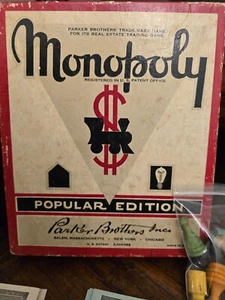 PARKER BROTHERS TRADE-MARK NAME
FOR ITS REAL ESTATE TRADING GAME
Monopoly
REGISTERED IN U.S. PATENT OFFICE
POPULAR EDITION
Parker Brothers Inc
SALEM, MASSACHUSETTS • NEW YORK • CHICAGO
U. S. PATENT